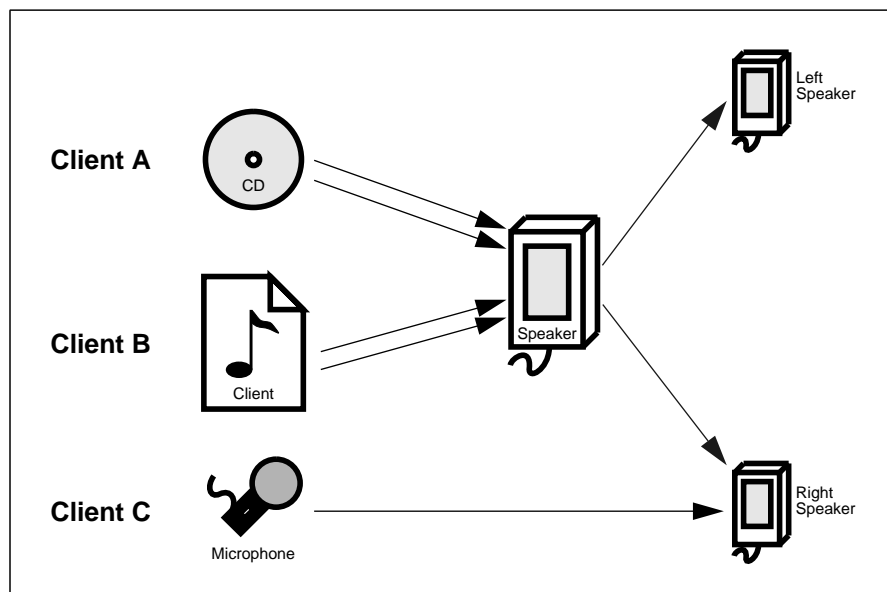 Left
Speaker
Client A
CD
Client B
Speaker
Client
Client C
Right
Speaker
Microphone